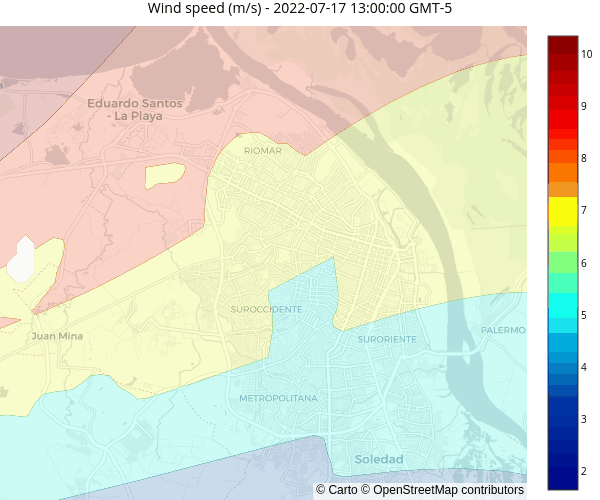 Wind speed (m/s) - 2022-07-17 13:00:00 GMT-5
10
9
8
7
6
5
4
3
2
Eduardo Santos
- La Playa
RIOMAR
SUROCCIDENTE
Juan Mina
SURORIENTE
PALERMO
METROPOLITANA
Soledad
© Carto © OpenStreetMap contributors